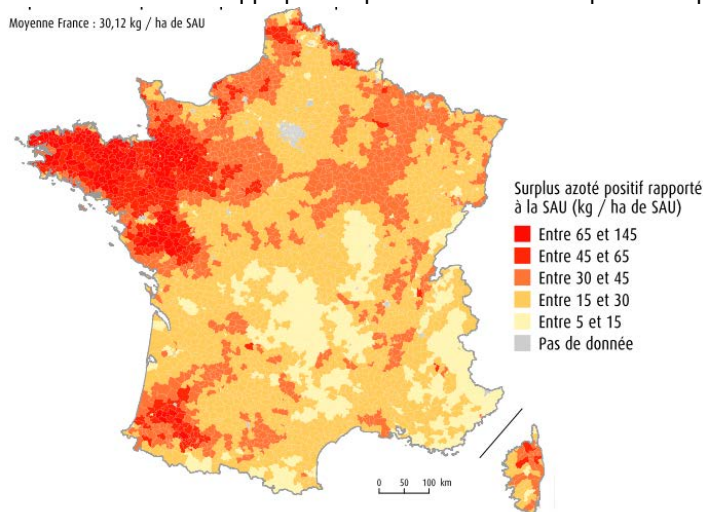 Moyenne France : 30,12 kg / ha de SAU
Surplus azoté positif rapporté
à la SAU (kg / ha de SAU)
Entre 65 et 145
Entre 45 et 65
Entre 30 et 45
Entre 15 et 30
Entre 5 et 15
Pas de donnée
0 50 100 km